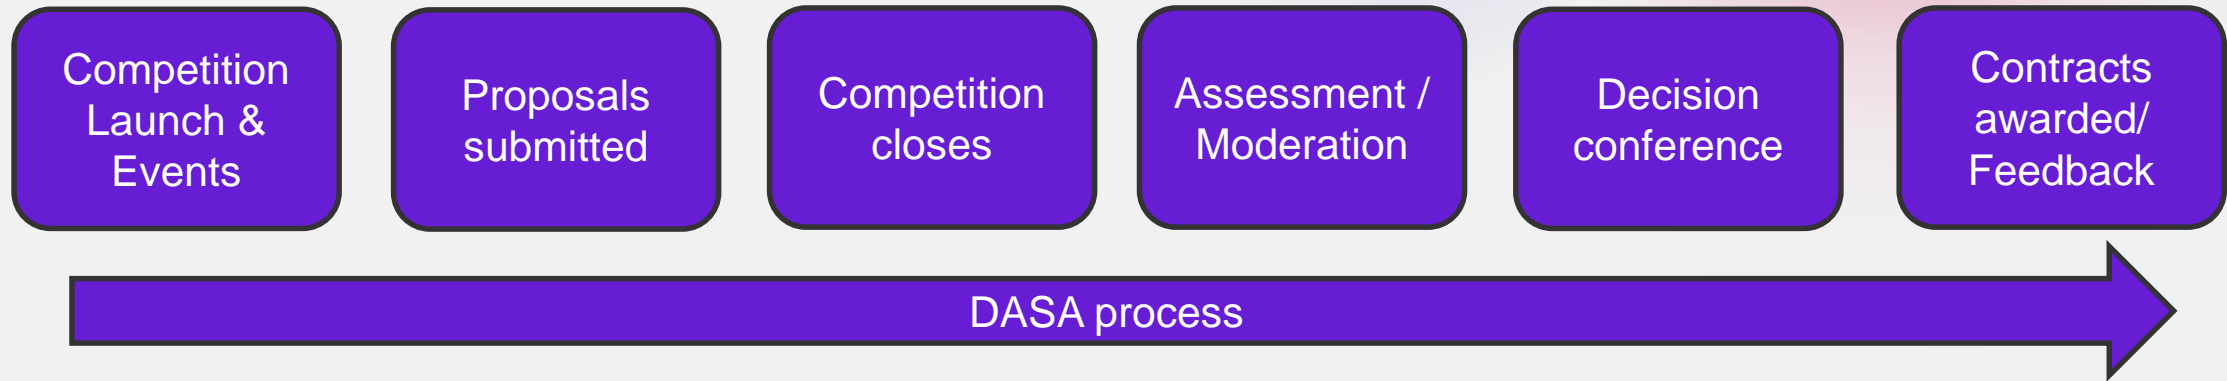 Competition
Launch &
Events
Proposals
submitted
Competition
closes
Assessment /
Moderation
Decision
conference
Contracts
awarded/
Feedback
DASA process